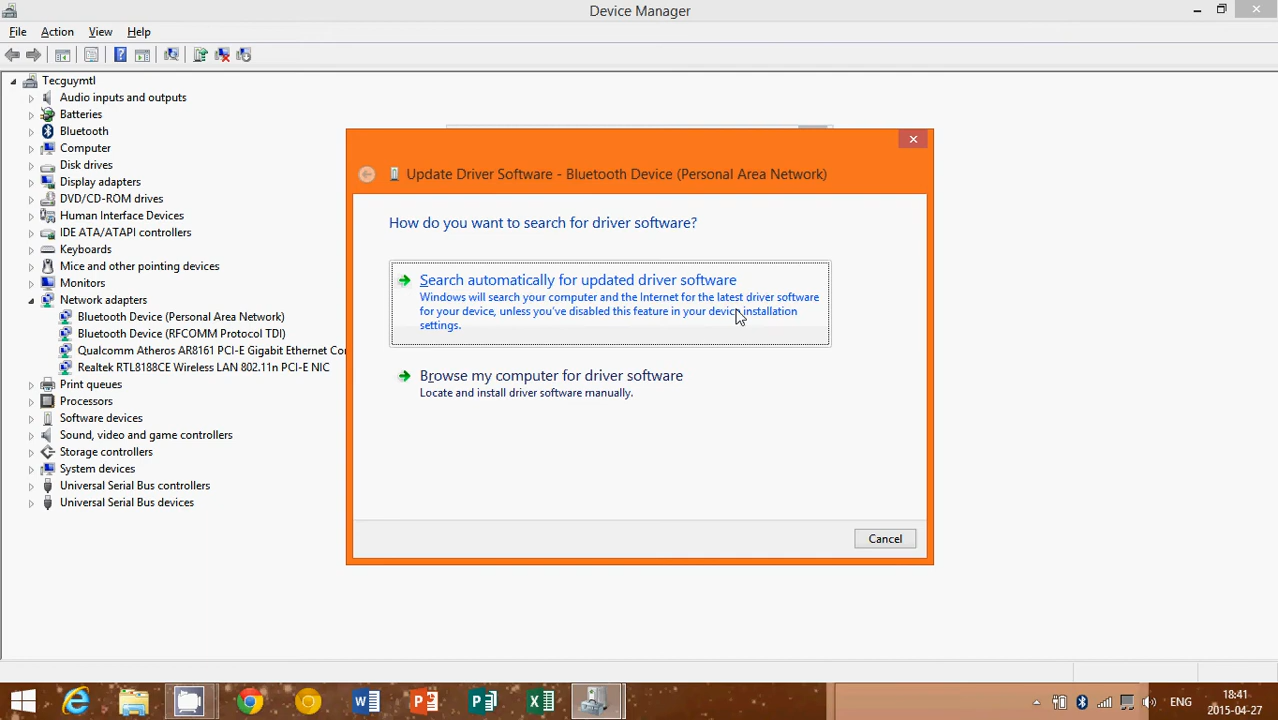 Device Manager
File Action View Help
Tecguymtl
Audio inputs and outputs
Batteries
Bluetooth
Computer
Disk drives
Display adapters
DVD/CD-ROM drives
Human Interface Devices
IDE ATA/ATAPI controllers
Keyboards
Mice and other pointing devices
Monitors
Network adapters
Bluetooth Device (Personal Area Network)
Bluetooth Device (RFCOMM Protocol TDI)
Qualcomm Atheros AR8161 PCI-E Gigabit Ethernet Co
Realtek RTL8188CE Wireless LAN 802.11n PCI-E NIC
Print queues
Processors
Software devices
Sound, video and game controllers
Storage controllers
System devices
Universal Serial Bus controllers
Universal Serial Bus devices
Update Driver Software - Bluetooth Device (Personal Area Network)
How do you want to search for driver software?
Search automatically for updated driver software
Windows will search your computer and the Internet for the latest driver software
for your device, unless you've disabled this feature in your device installation
settings.
Browse my computer for driver software
Locate and install driver software manually.
Cancel
ENG
18:41
2015-04-27